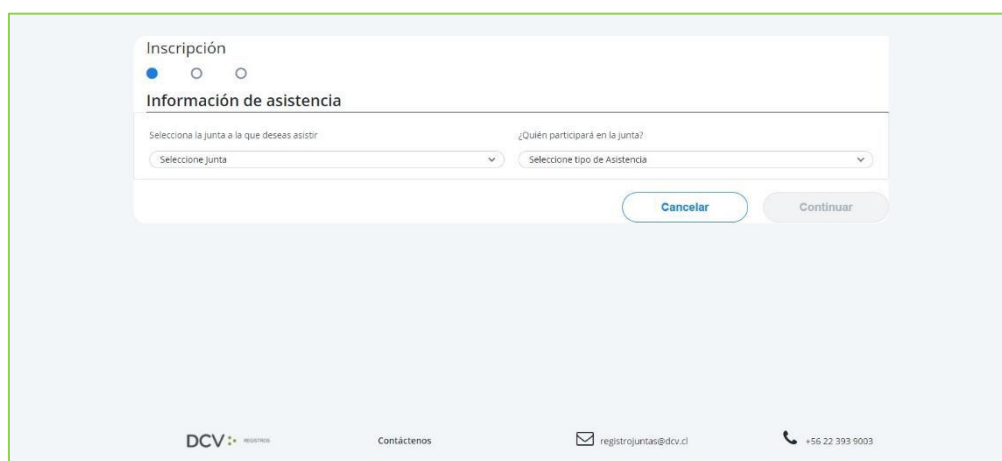 Inscripción
Información de asistencia
Selecciona la junta a la que deseas asistir
¿Quién participará en la junta?
Seleccione Junta
Seleccione tipo de Asistencia
Cancelar
Continuar
DCV REGISTROS
Contáctenos
registrojuntas@dcv.cl
+56 22 393 9003